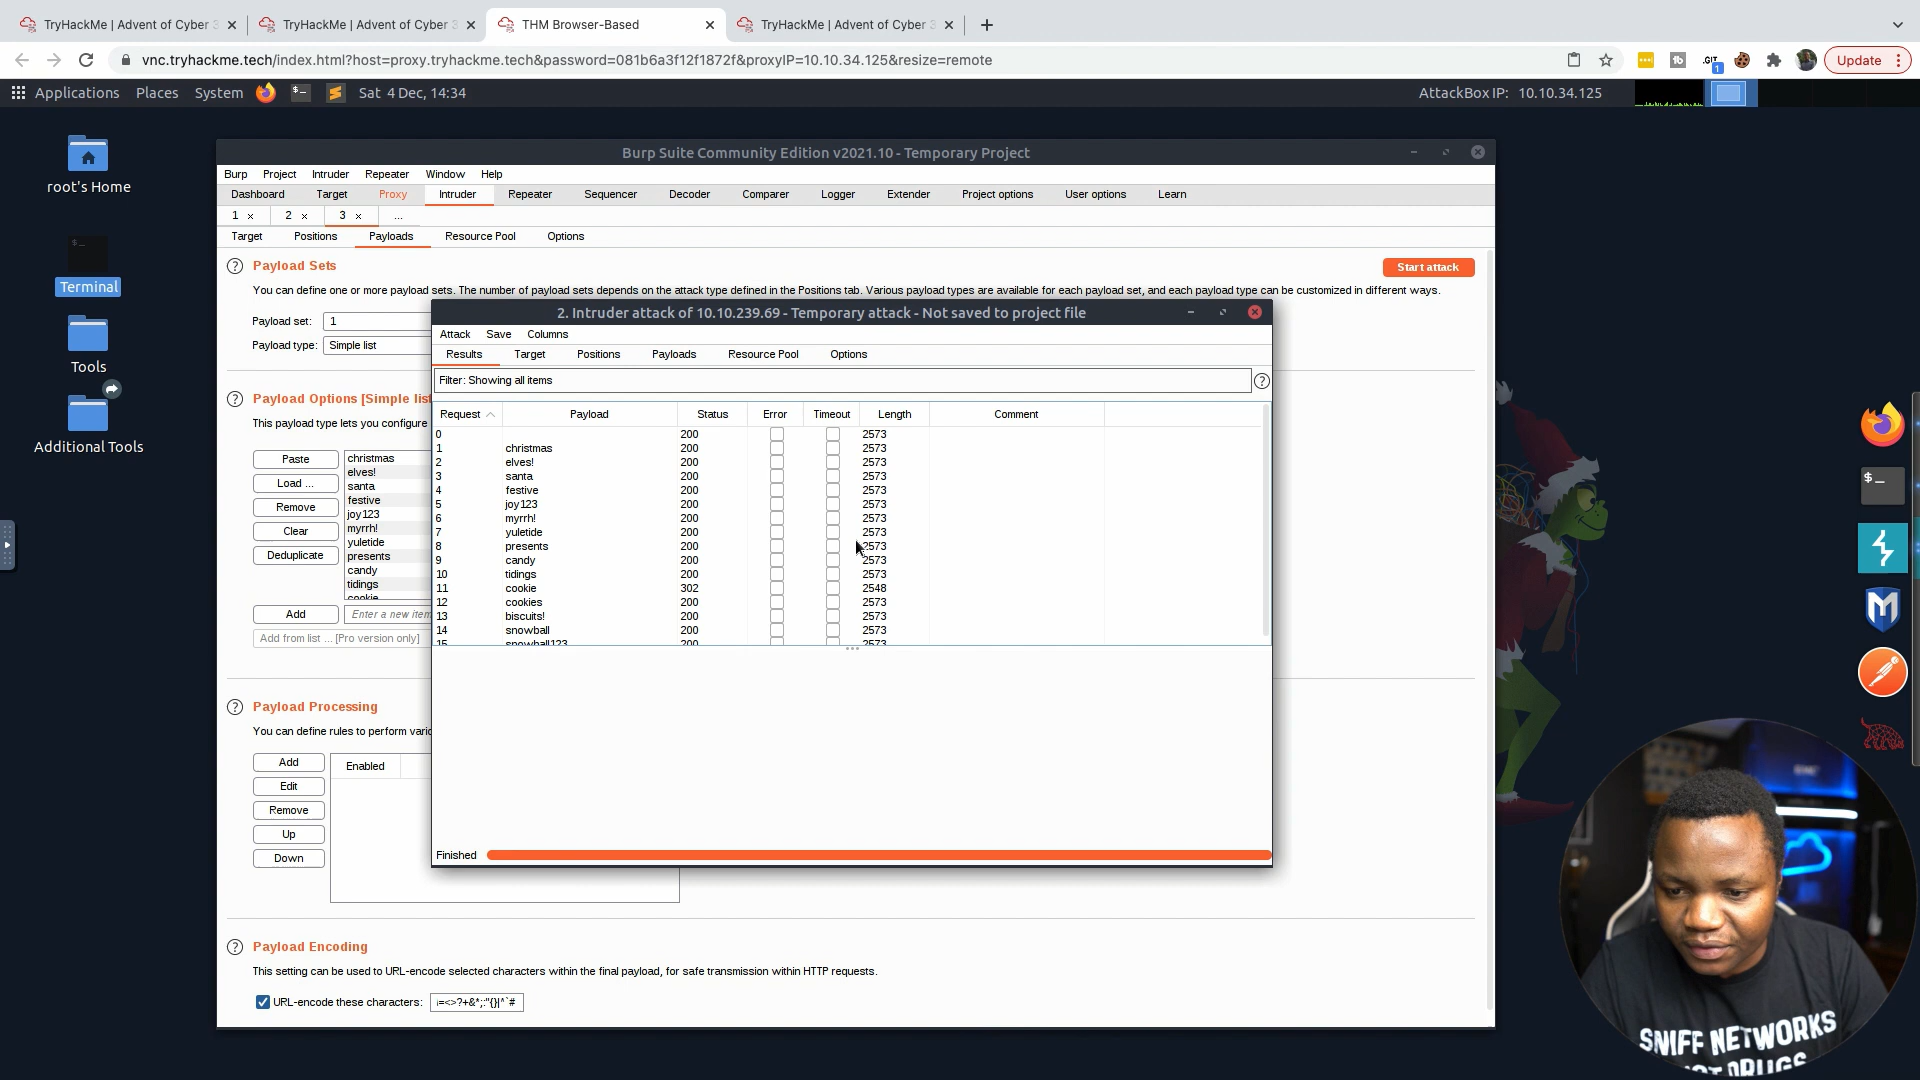 TryHackMe | Advent of Cyber 3
TryHackMe | Advent of Cyber 3
THM Browser-Based
TryHackMe | Advent of Cyber 3
vnc.tryhackme.tech/index.html?host=proxy.tryhackme.tech&password=081b6a3f12f1872f&proxyIP=10.10.34.125&resize=remote
Update
Applications Places System Sat 4 Dec, 14:34 AttackBox IP: 10.10.34.125
root's Home
Terminal
Tools
Additional Tools
Burp Suite Community Edition v2021.10 - Temporary Project
Burp Project Intruder Repeater Window Help
Dashboard Target Proxy Intruder Repeater Sequencer Decoder Comparer Logger Extender Project options User options Learn
1 x 2 x 3 x ...
Target Positions Payloads Resource Pool Options
? Payload Sets Start attack
You can define one or more payload sets. The number of payload sets depends on the attack type defined in the Positions tab. Various payload types are available for each payload set, and each payload type can be customized in different ways.
Payload set: 1
Payload type: Simple list
? Payload Options [Simple list
This payload type lets you configure
Paste
Load ...
Remove
Clear
Deduplicate
christmas
elves!
santa
festive
joy123
myrrh!
yuletide
presents
candy
tidings
cookie
Add Enter a new item
Add from list ... [Pro version only]
? Payload Processing
You can define rules to perform vario
Add
Edit
Remove
Up
Down
Enabled
? Payload Encoding
This setting can be used to URL-encode selected characters within the final payload, for safe transmission within HTTP requests.
URL-encode these characters:
2. Intruder attack of 10.10.239.69 - Temporary attack - Not saved to project file
Attack Save Columns
Results Target Positions Payloads Resource Pool Options
Filter: Showing all items ?
Request Payload Status Error Timeout Length Comment
0 200 2573
1 christmas 200 2573
2 elves! 200 2573
3 santa 200 2573
4 festive 200 2573
5 joy123 200 2573
6 myrrh! 200 2573
7 yuletide 200 2573
8 presents 200 2573
9 candy 200 2573
10 tidings 200 2573
11 cookie 302 2548
12 cookies 200 2573
13 biscuits! 200 2573
14 snowball 200 2573
15 snowball123 200 2573
Finished
SNIFF NETWORKS
NOT DRUGS